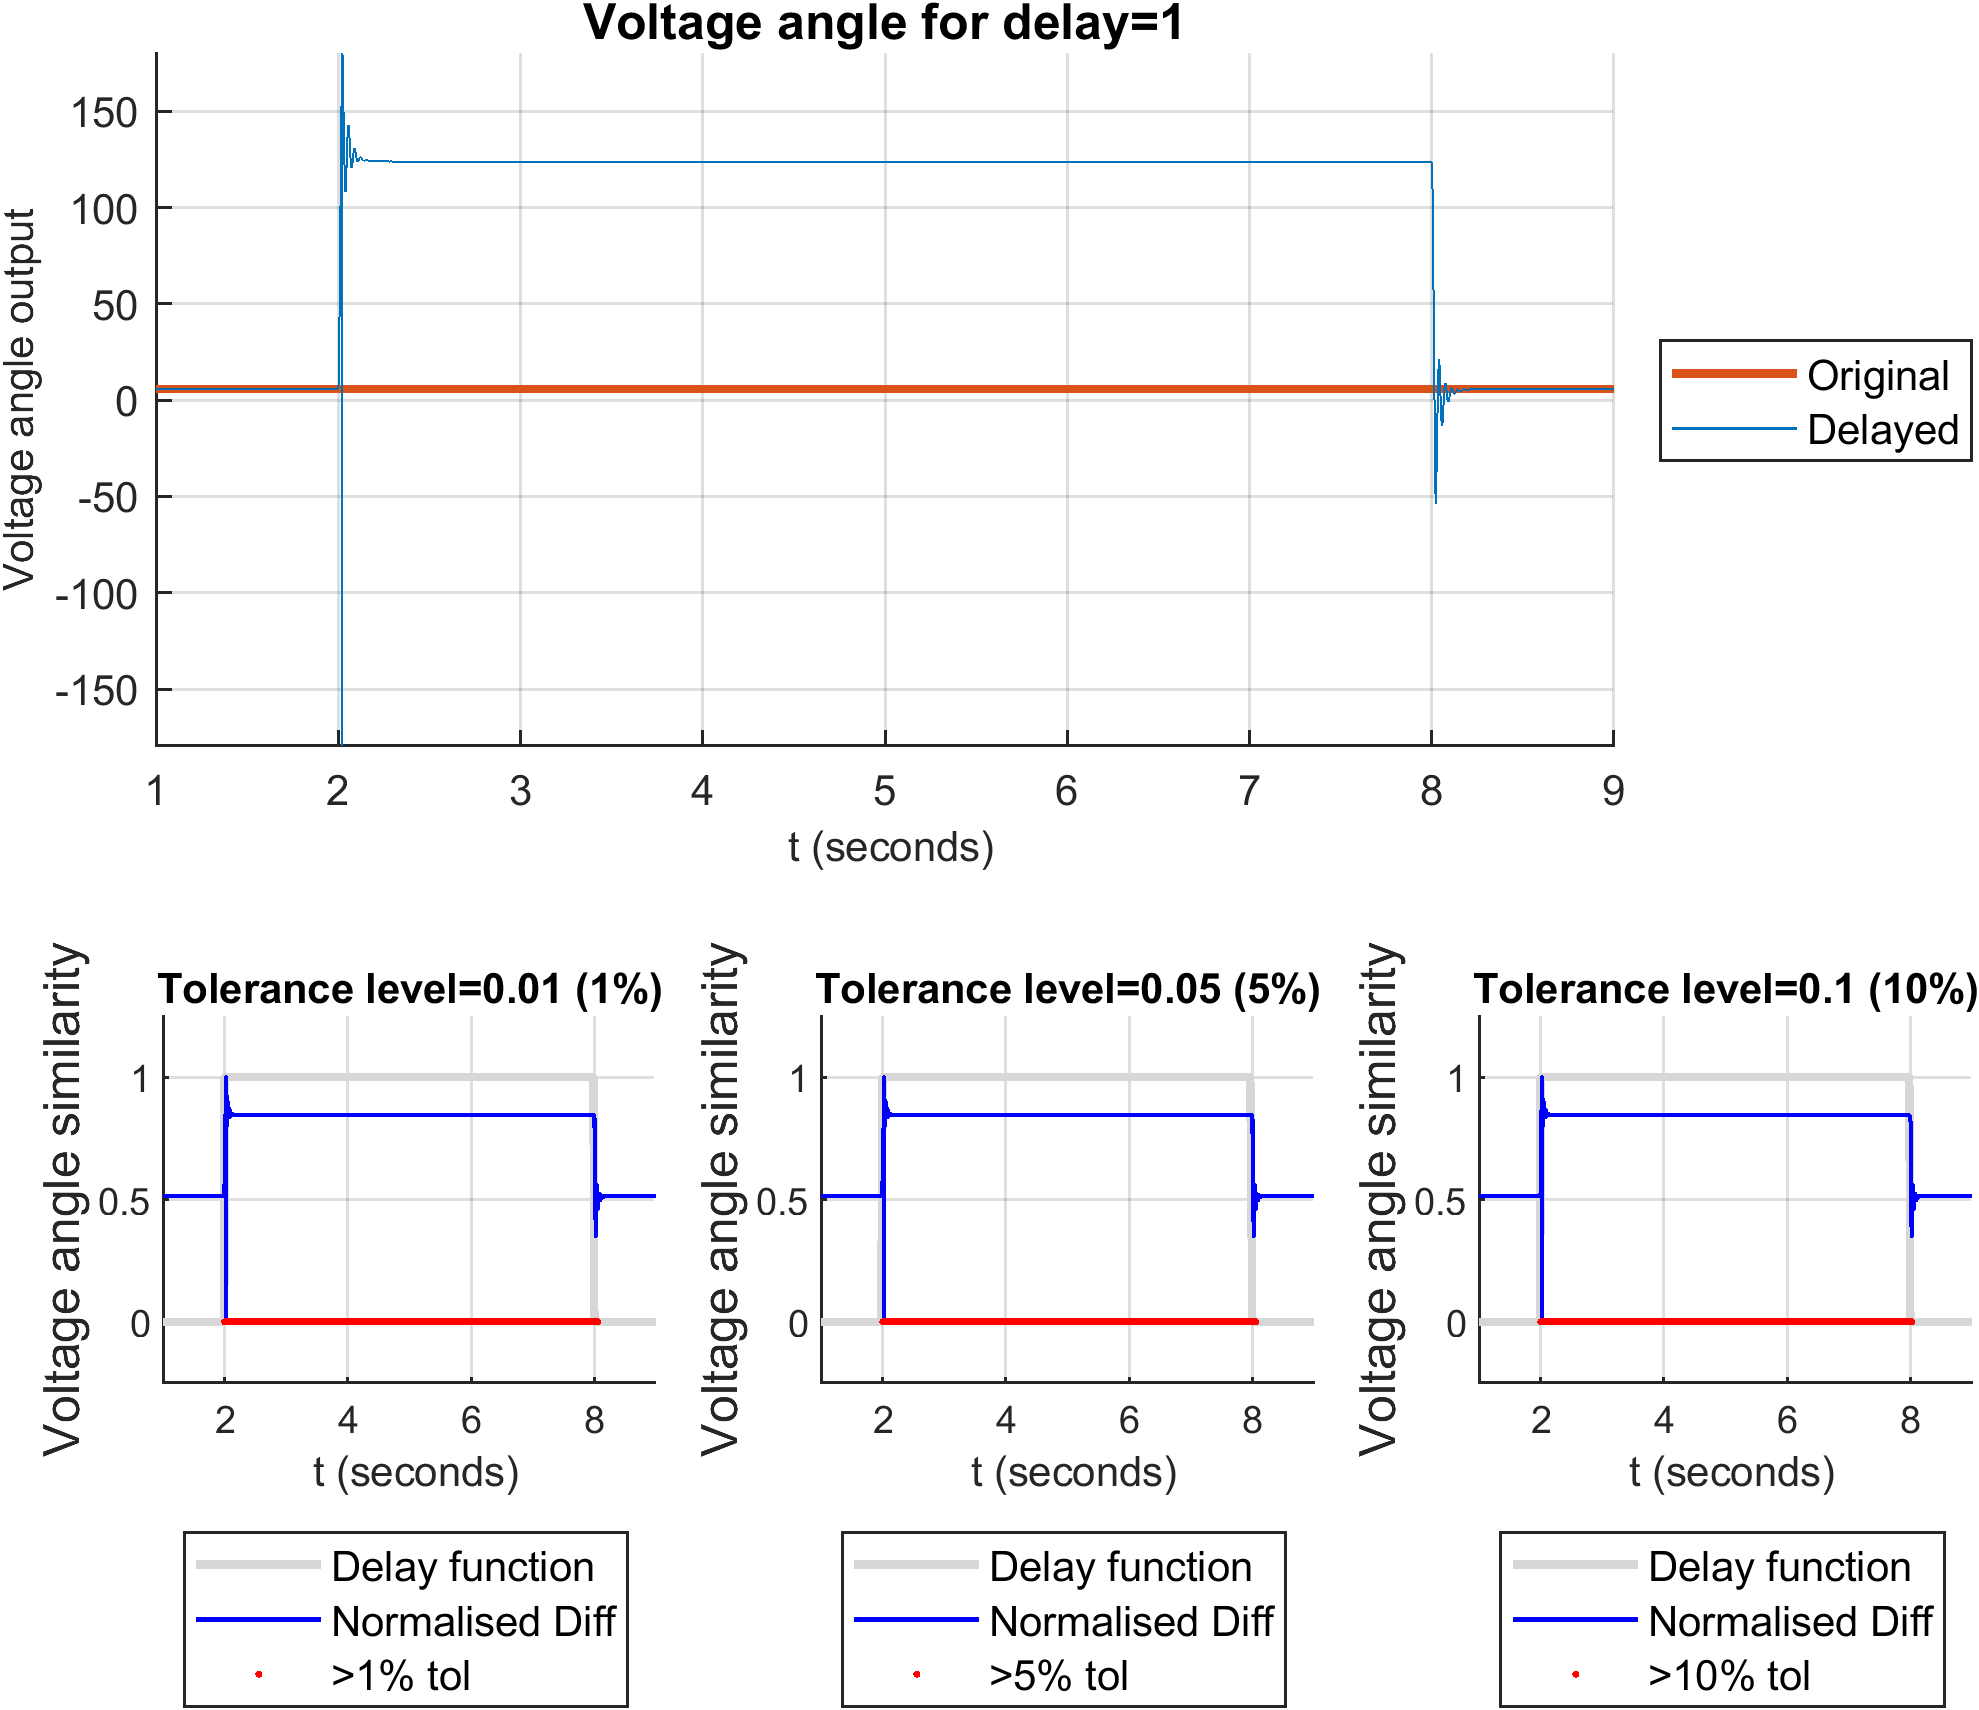 Voltage angle for delay=1
Voltage angle output
150
100
50
0
-50
-100
-150
1 2 3 4 5 6 7 8 9
t (seconds)
Original
Delayed
Tolerance level=0.01 (1%)
Voltage angle similarity
1
0.5
0
2 4 6 8
t (seconds)
Delay function
Normalised Diff
>1% tol
Tolerance level=0.05 (5%)
Voltage angle similarity
1
0.5
0
2 4 6 8
t (seconds)
Delay function
Normalised Diff
>5% tol
Tolerance level=0.1 (10%)
Voltage angle similarity
1
0.5
0
2 4 6 8
t (seconds)
Delay function
Normalised Diff
>10% tol